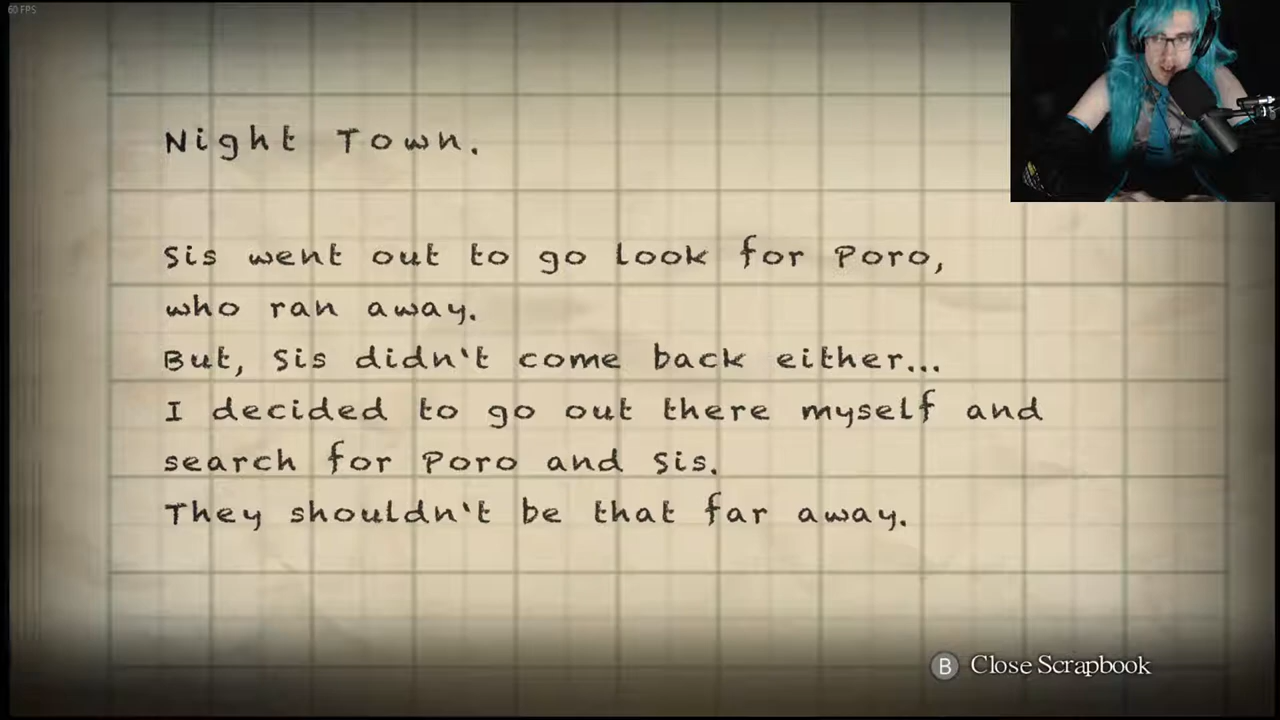 60 FPS
Night Town.
Sis went out to go look for Poro,
who ran away.
But, Sis didn't come back either...
I decided to go out there myself and
search for Poro and Sis.
They shouldn't be that far away.
B Close Scrapbook